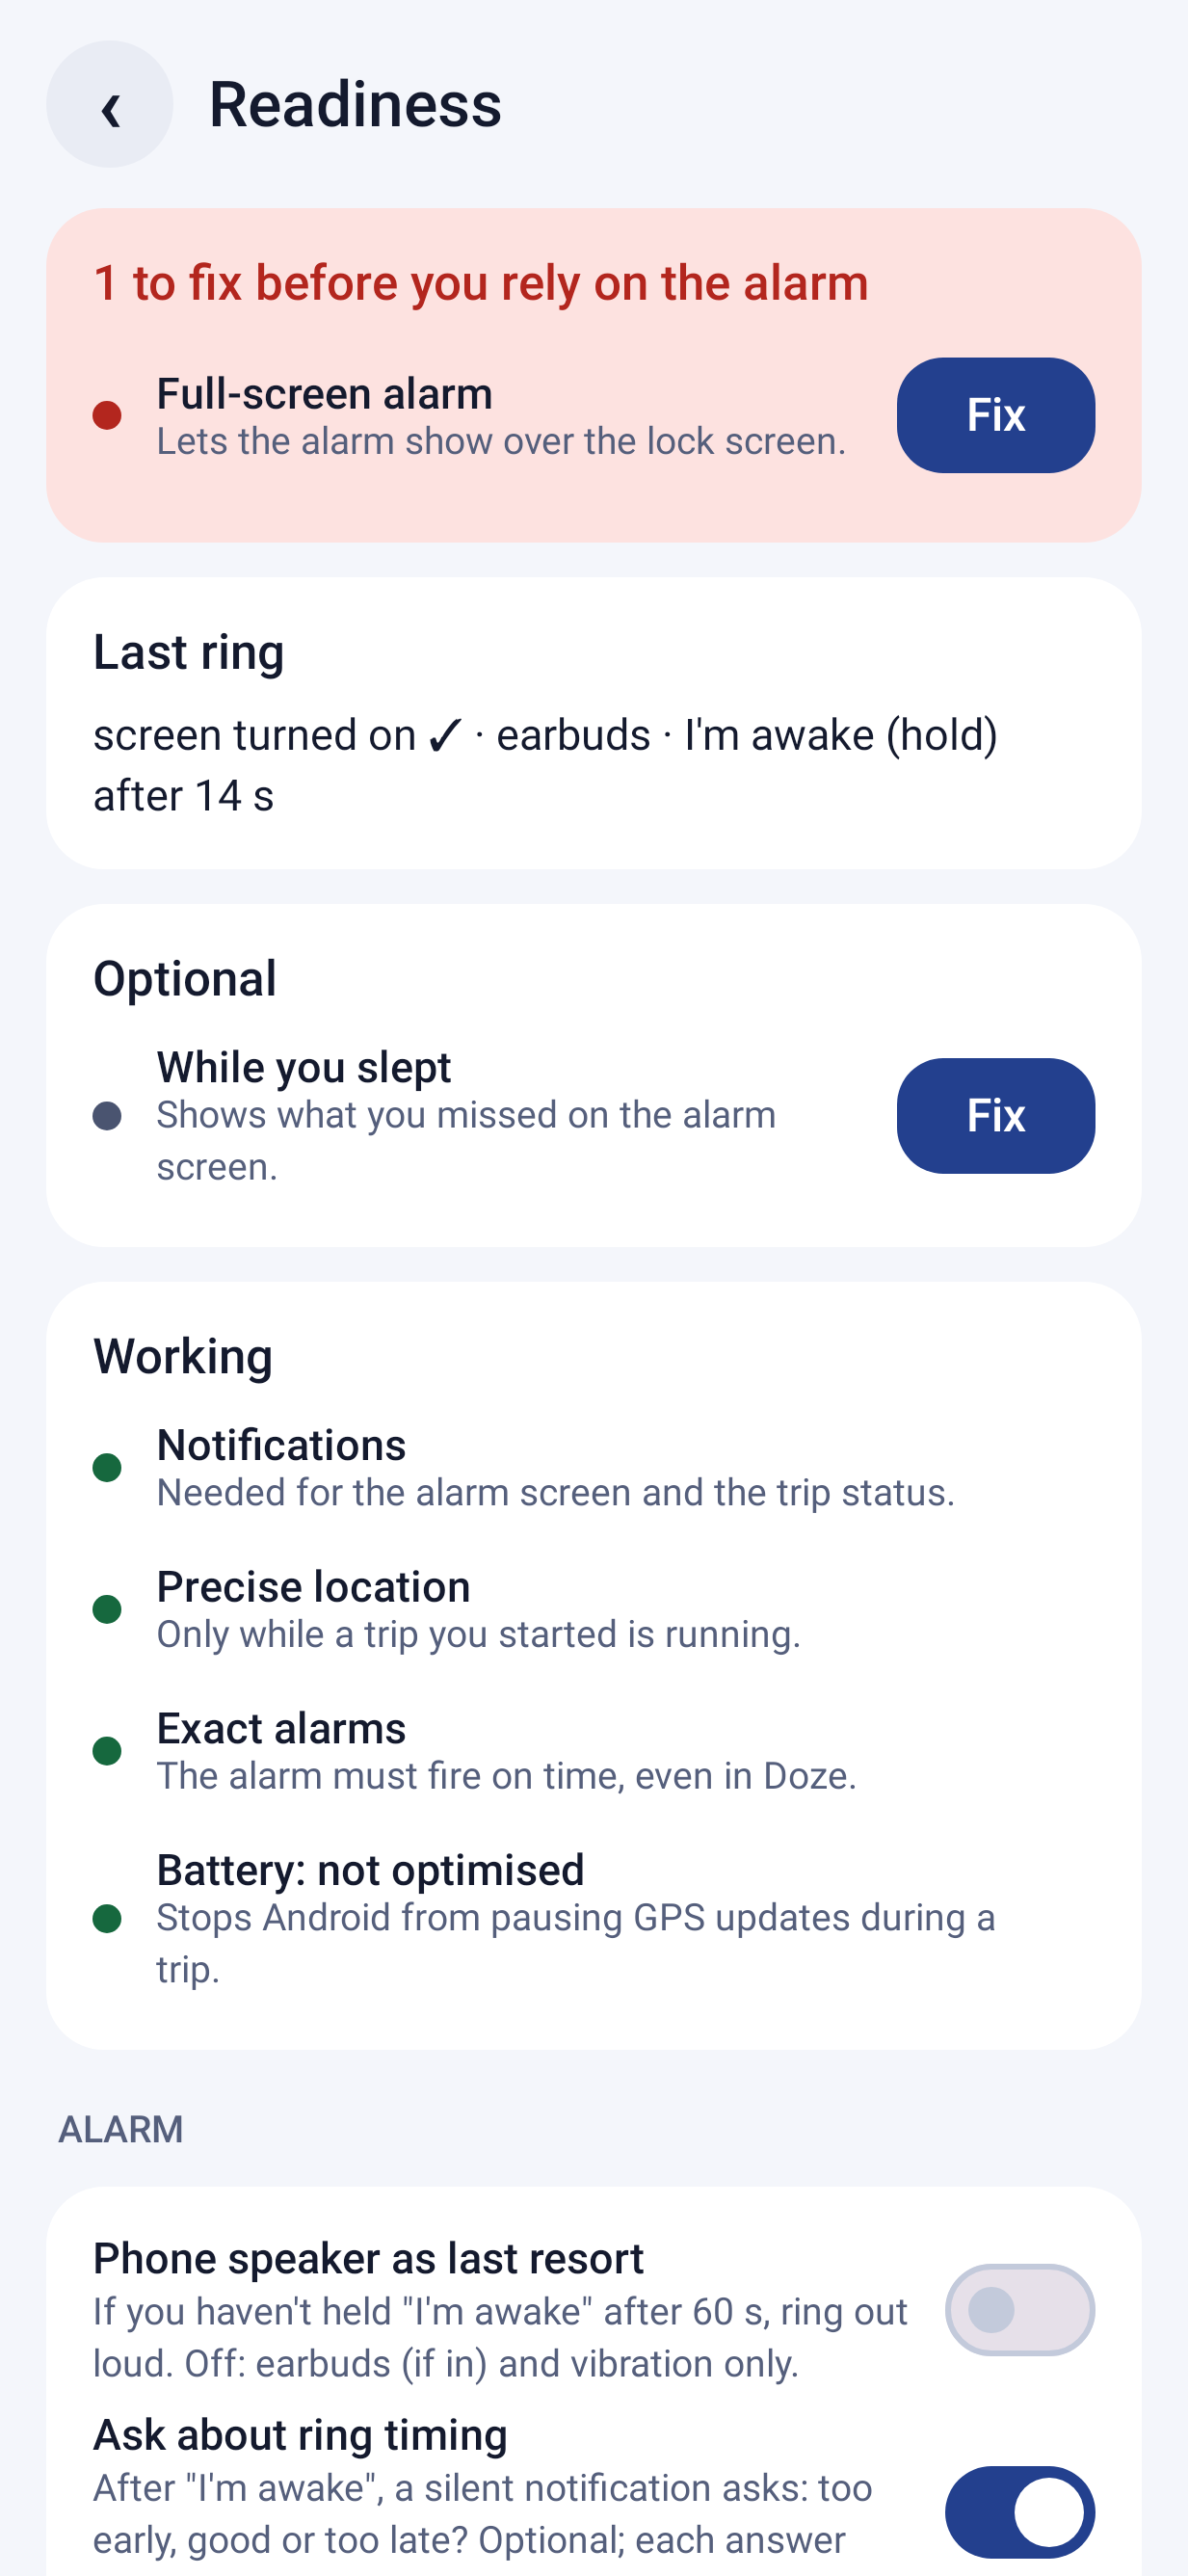 ‹ Readiness
1 to fix before you rely on the alarm
Full-screen alarm
Lets the alarm show over the lock screen.
Fix
Last ring
screen turned on ✓ · earbuds · I'm awake (hold)
after 14 s
Optional
While you slept
Shows what you missed on the alarm
screen.
Fix
Working
Notifications
Needed for the alarm screen and the trip status.
Precise location
Only while a trip you started is running.
Exact alarms
The alarm must fire on time, even in Doze.
Battery: not optimised
Stops Android from pausing GPS updates during a
trip.
ALARM
Phone speaker as last resort
If you haven't held "I'm awake" after 60 s, ring out
loud. Off: earbuds (if in) and vibration only.
Ask about ring timing
After "I'm awake", a silent notification asks: too
early, good or too late? Optional; each answer